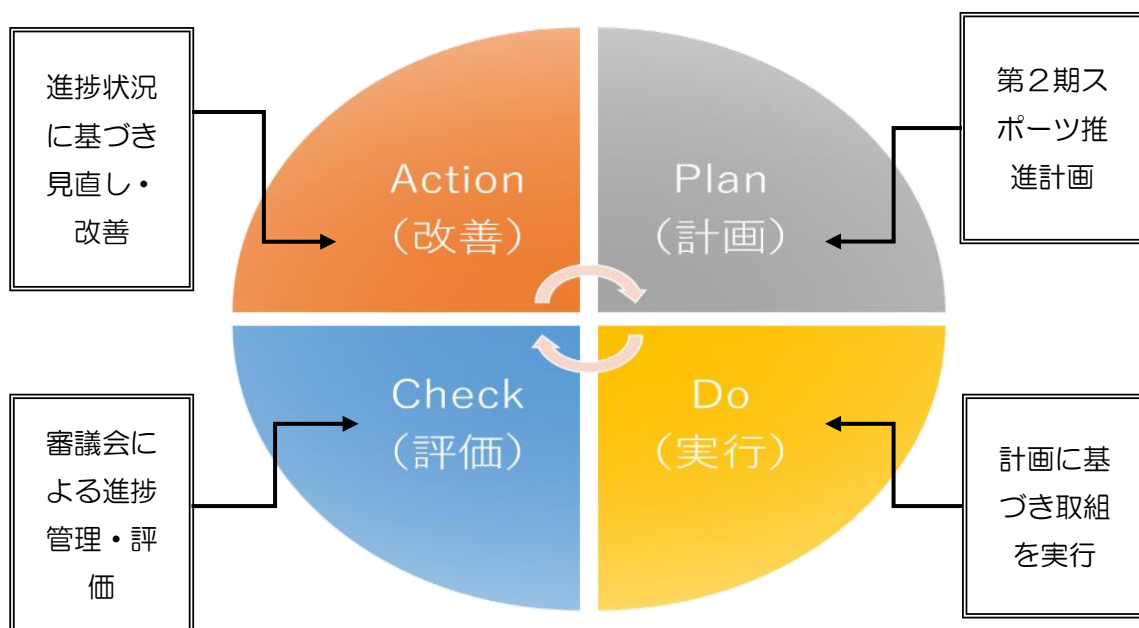 進捗状況
に基づき
見直し・
改善
Action
（改善）
Plan
（計画）
第２期ス
ポーツ推
進計画
審議会に
よる進捗
管理・評
価
Check
（評価）
Do
（実行）
計画に基
づき取組
を実行